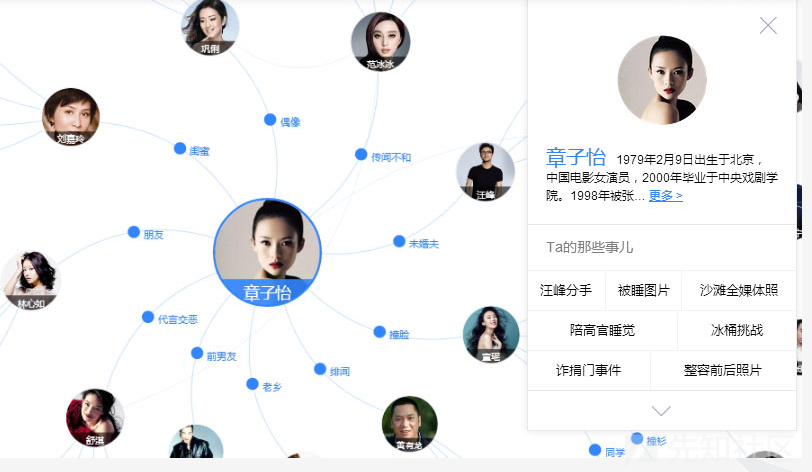 巩俐
范冰冰
偶像
刘嘉玲
闺蜜
传闻不和
汪峰
章子怡
朋友
未婚夫
林心如
代言交恶
撞脸
童瑶
前男友
绯闻
老乡
舒淇
黄有龙
同学
撞衫
章子怡 1979年2月9日出生于北京，
中国电影女演员，2000年毕业于中央戏剧学
院。1998年被张... 更多 >
Ta的那些事儿
汪峰分手 被睡图片 沙滩全媒体照
陪高官睡觉 冰桶挑战
诈捐门事件 整容前后照片
先知社区